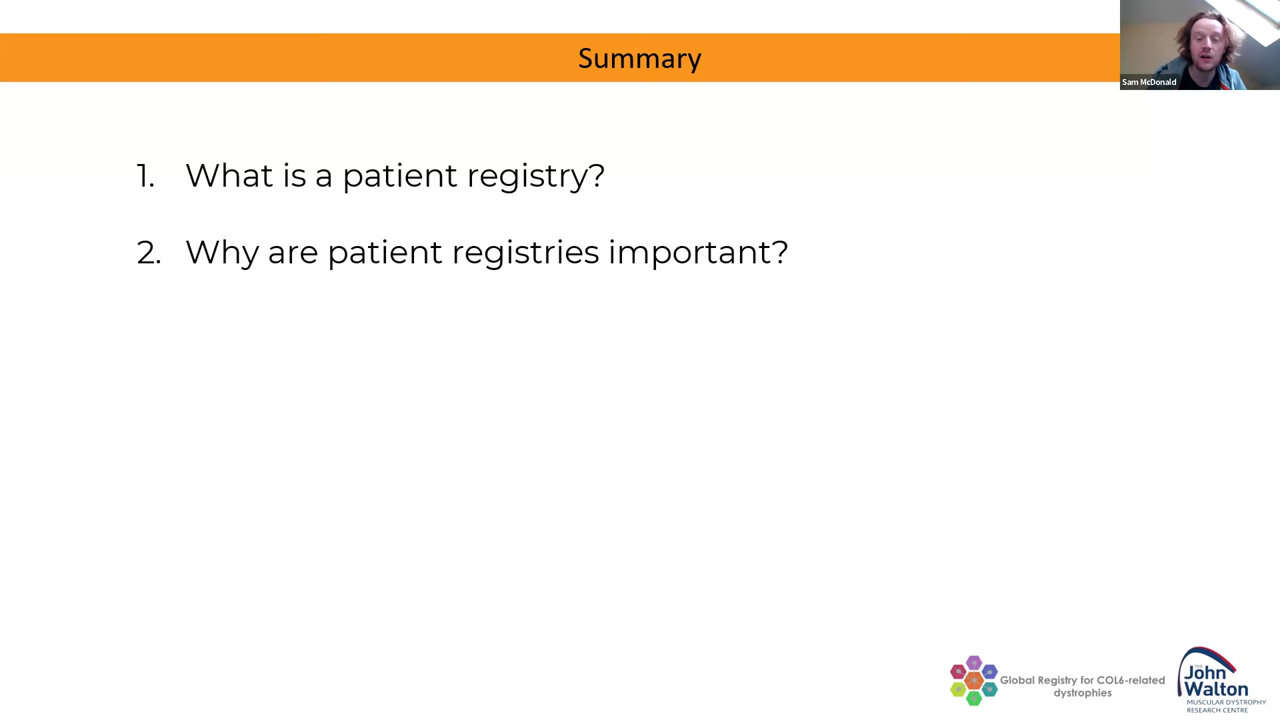 Summary
Sam McDonald
1. What is a patient registry?
2. Why are patient registries important?
Global Registry for COL6-related
dystrophies
THE
John
Walton
MUSCULAR DYSTROPHY
RESEARCH CENTRE